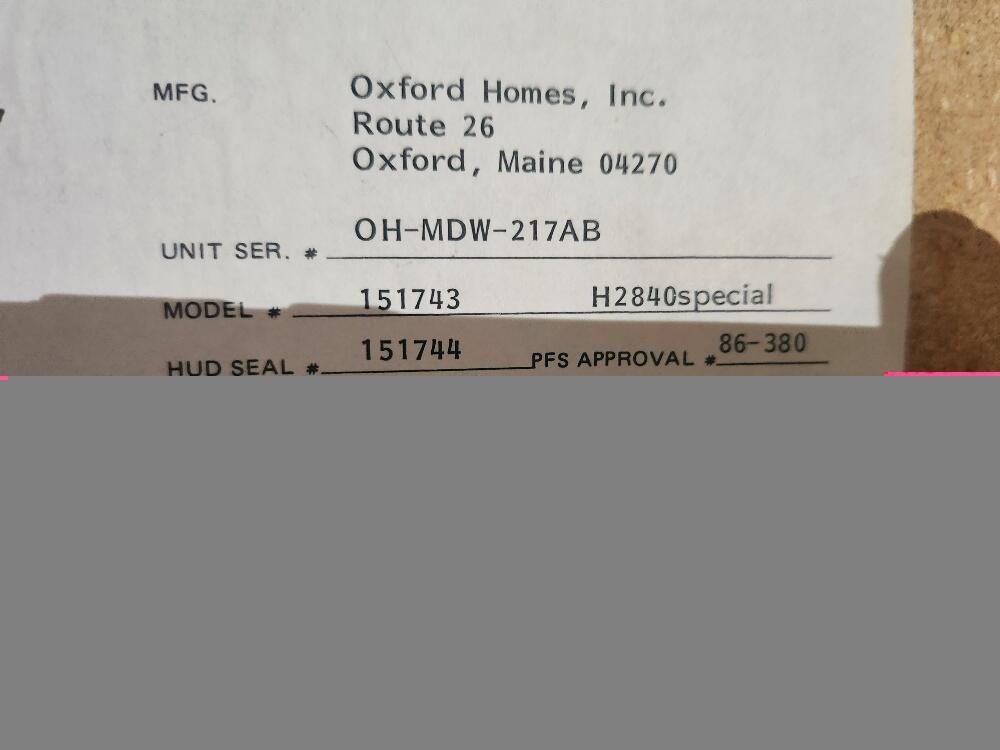 MFG. Oxford Homes, Inc.
Route 26
Oxford, Maine 04270
UNIT SER. # OH-MDW-217AB
MODEL # 151743 H2840special
HUD SEAL # 151744 PFS APPROVAL # 86-380